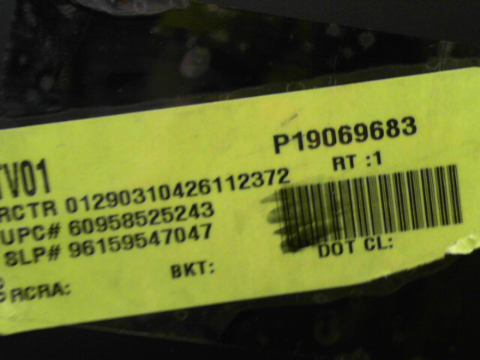 P19069683
TV01
RT :1
RCTR 01290310426112372
UPC# 60958525243
SLP# 96159547047
DOT CL:
BKT:
RCRA: